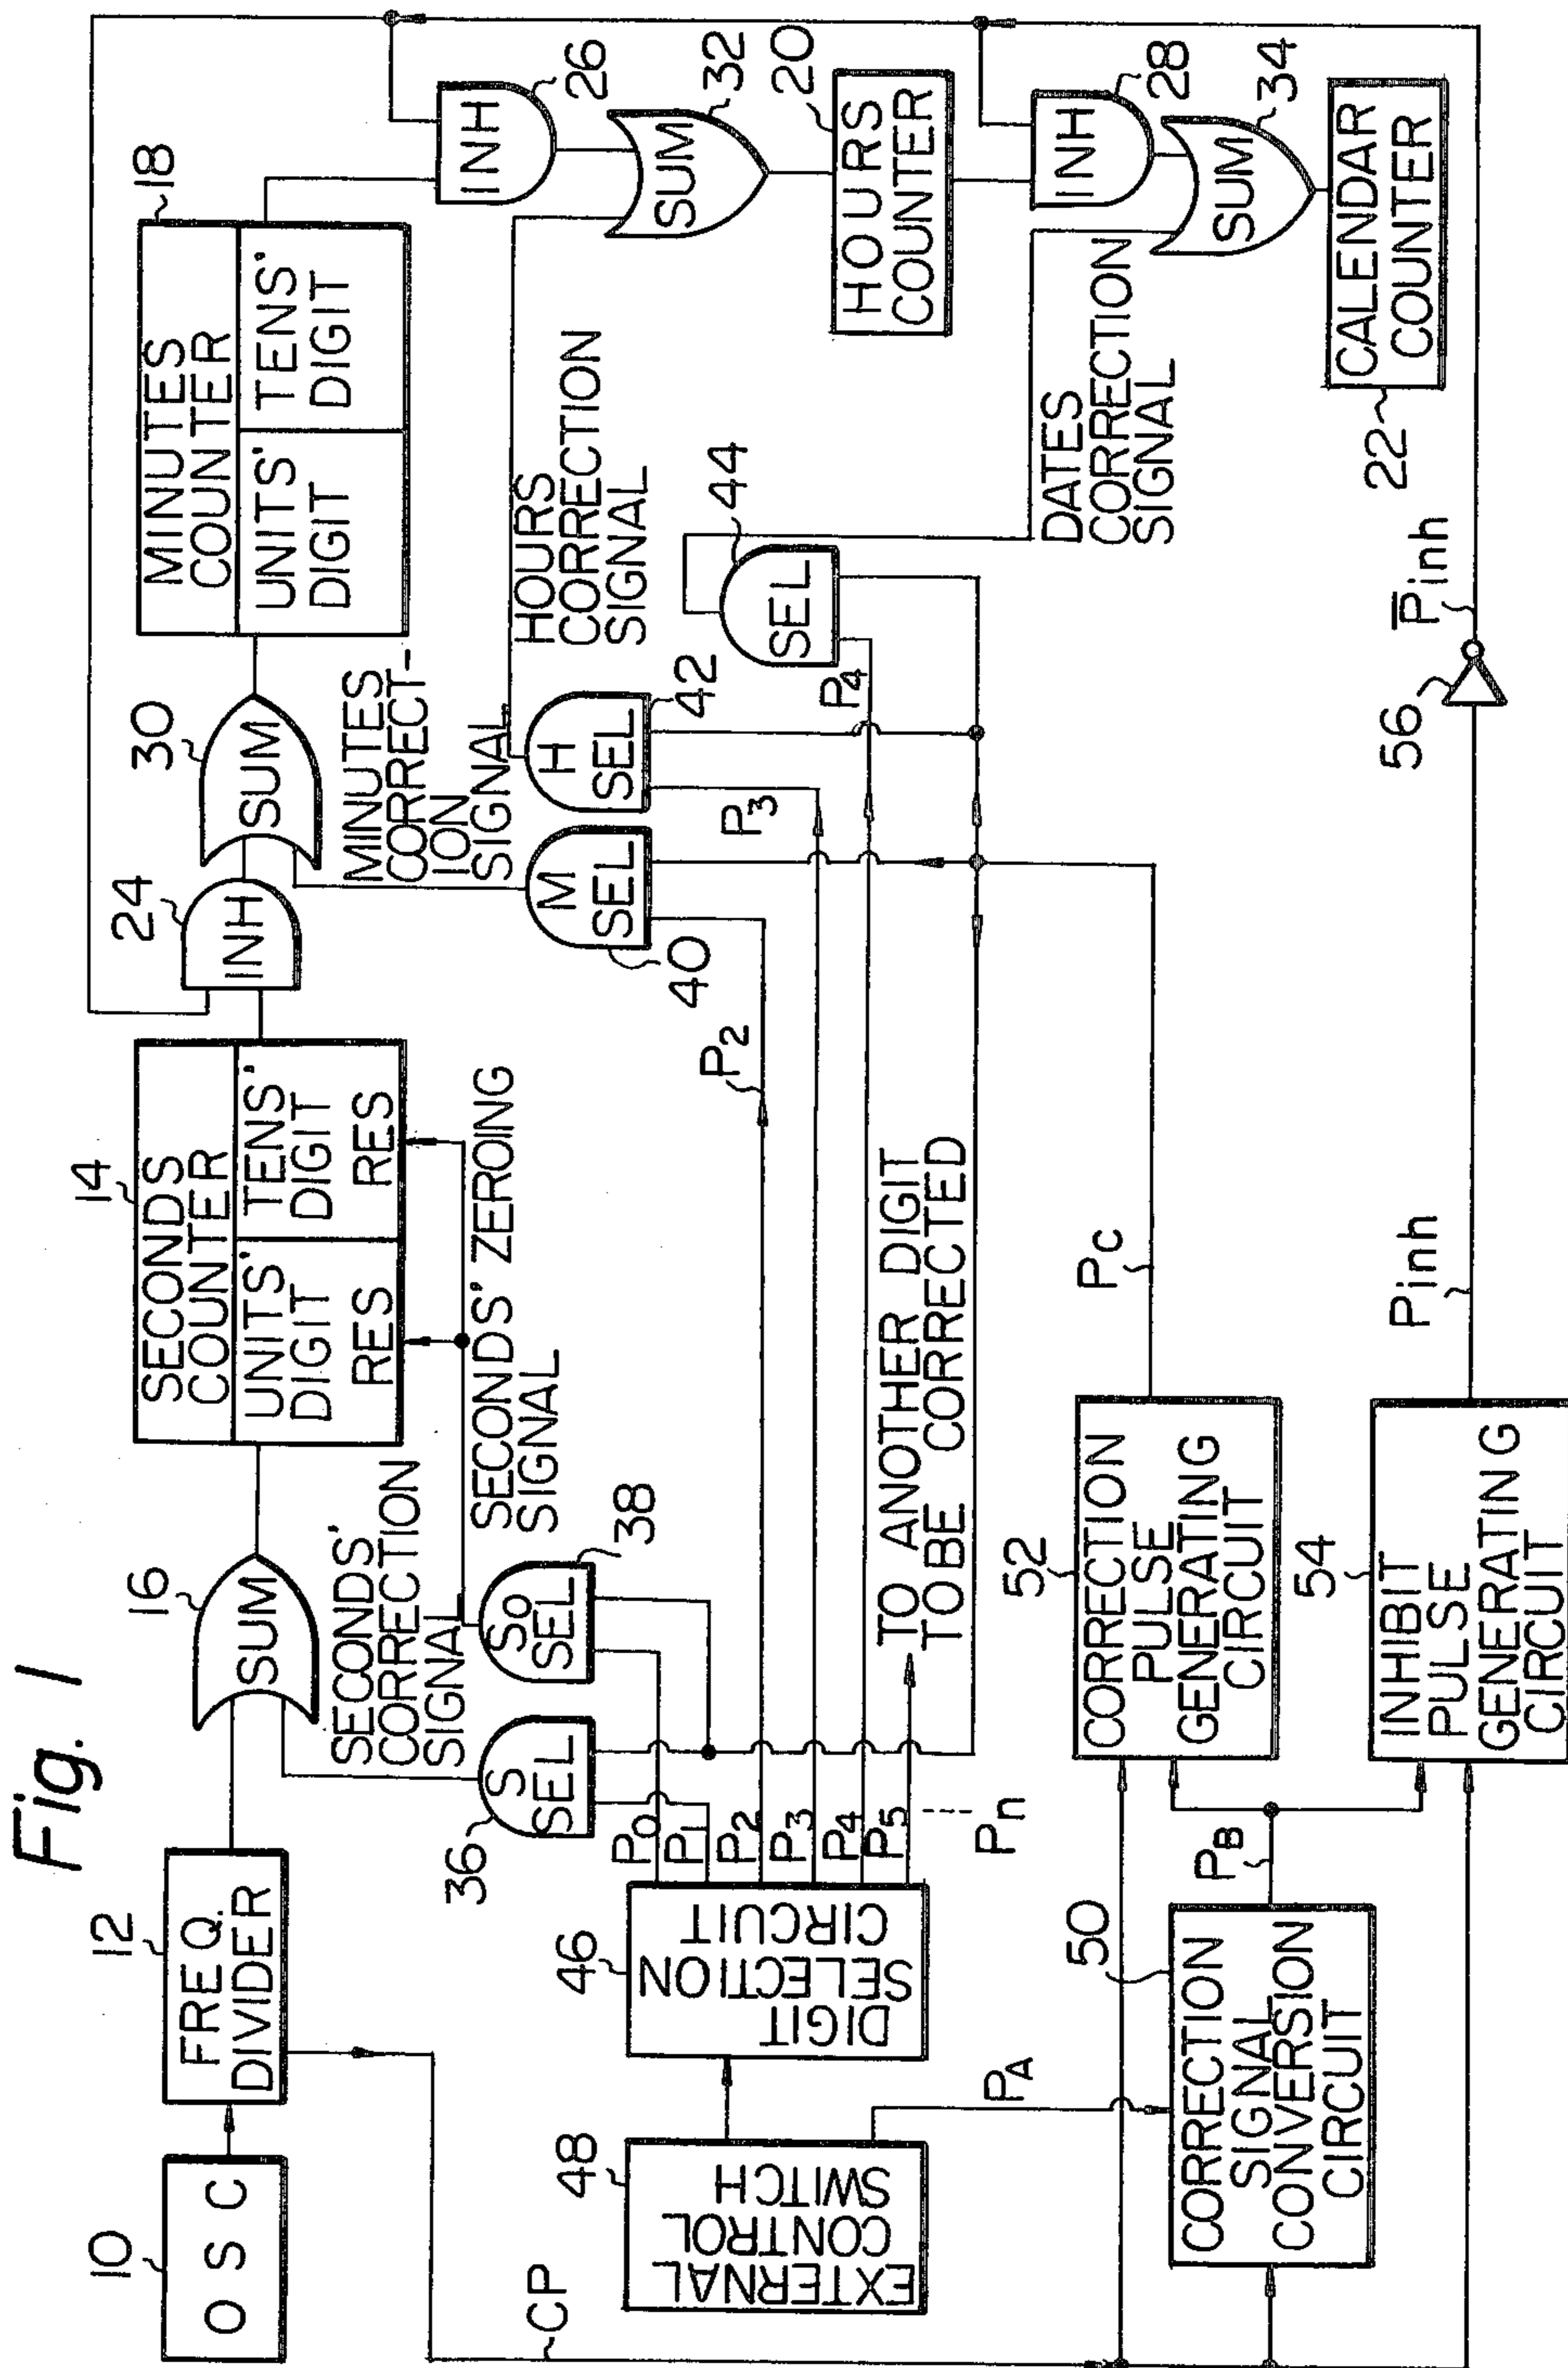 Fig. 1
10
OSC
12
FREQ.
DIVIDER
16
SUM
14
SECONDS
COUNTER
UNITS'
DIGIT
RES
TENS'
DIGIT
RES
24
INH
30
SUM
18
MINUTES
COUNTER
UNITS'
DIGIT
TENS'
DIGIT
INH
26
SUM
32
20
HOURS
COUNTER
INH
28
SUM
34
CALENDAR
COUNTER
22
SECONDS'
CORRECTION
SIGNAL
SECONDS' ZEROING
SIGNAL
MINUTES
CORRECT-
ION
SIGNAL
HOURS
CORRECTION
SIGNAL
DATES
CORRECTION
SIGNAL
36
S
SEL
38
S0
SEL
40
M
SEL
42
H
SEL
44
SEL
P2
P3
P4
48
EXTERNAL
CONTROL
SWITCH
46
DIGIT
SELECTION
CIRCUIT
P0
P1
P2
P3
P4
P5
Pn
TO ANOTHER DIGIT
TO BE CORRECTED
CP
PA
50
CORRECTION
SIGNAL
CONVERSION
CIRCUIT
PB
52
CORRECTION
PULSE
GENERATING
CIRCUIT
PC
54
INHIBIT
PULSE
GENERATING
CIRCUIT
Pinh
56
P̅inh